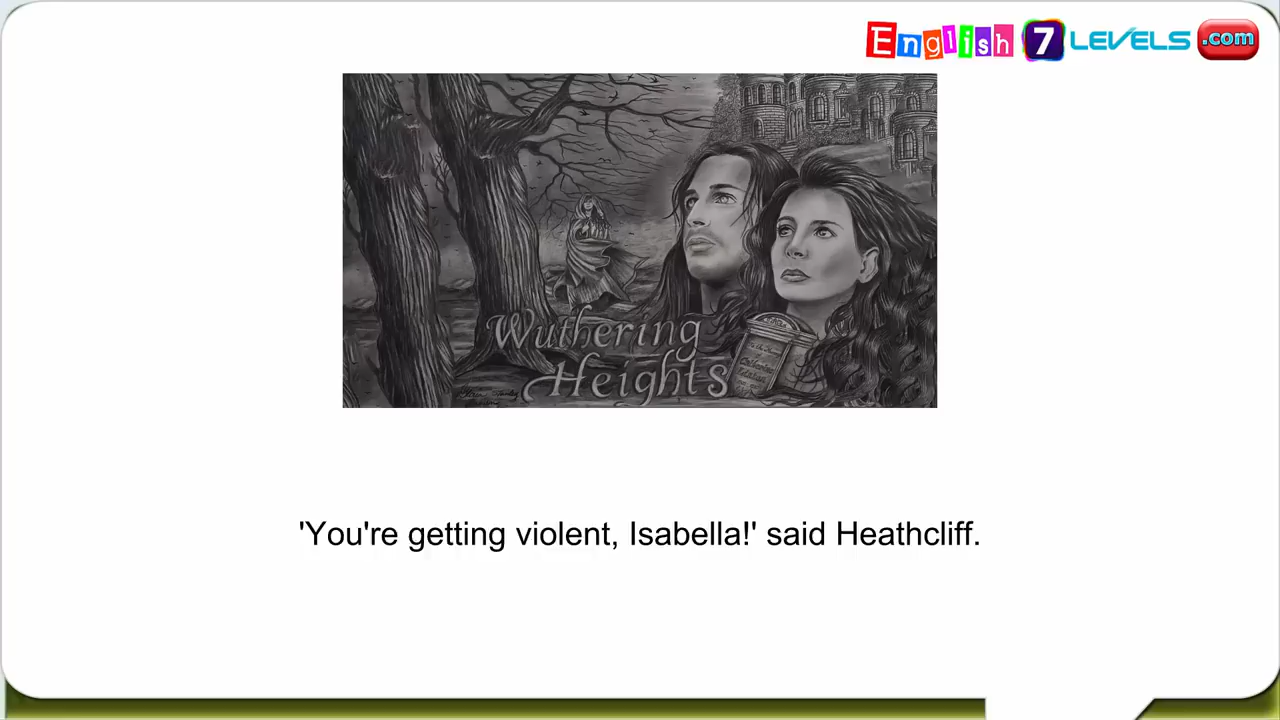 English 7 LEVELS .com
Wuthering
Heights
'You're getting violent, Isabella!' said Heathcliff.